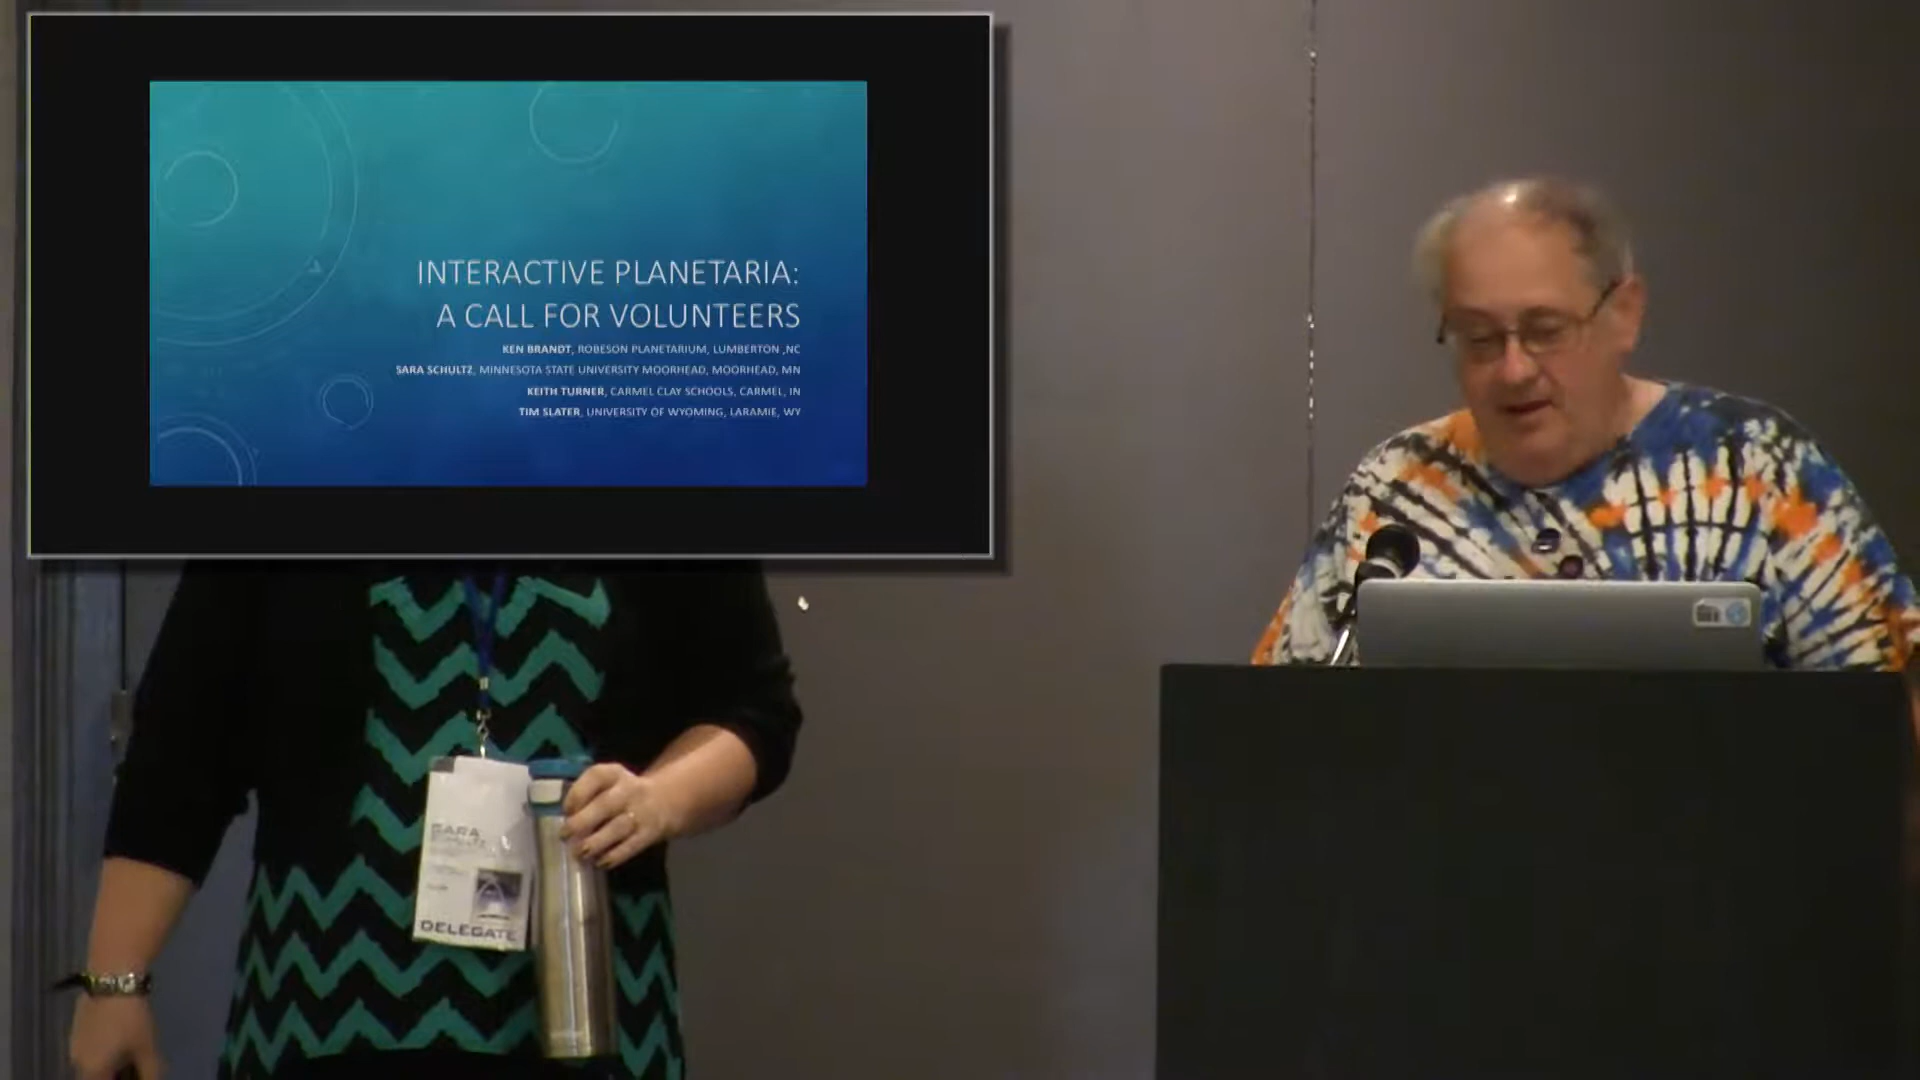 INTERACTIVE PLANETARIA:
A CALL FOR VOLUNTEERS
KEN BRANDT, ROBESON PLANETARIUM, LUMBERTON ,NC
SARA SCHULTZ, MINNESOTA STATE UNIVERSITY MOORHEAD, MOORHEAD, MN
KEITH TURNER, CARMEL CLAY SCHOOLS, CARMEL, IN
TIM SLATER, UNIVERSITY OF WYOMING, LARAMIE, WY
SARA
DELEGATE